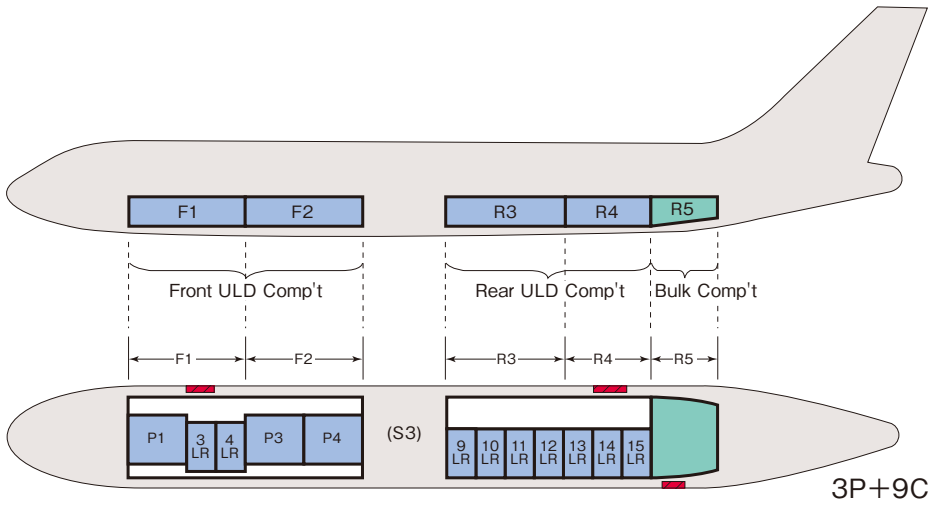 F1 F2 R3 R4 R5
Front ULD Comp't Rear ULD Comp't Bulk Comp't
F1 F2 R3 R4 R5
P1
3
LR
4
LR
P3
P4
(S3)
9
LR
10
LR
11
LR
12
LR
13
LR
14
LR
15
LR
3P+9C